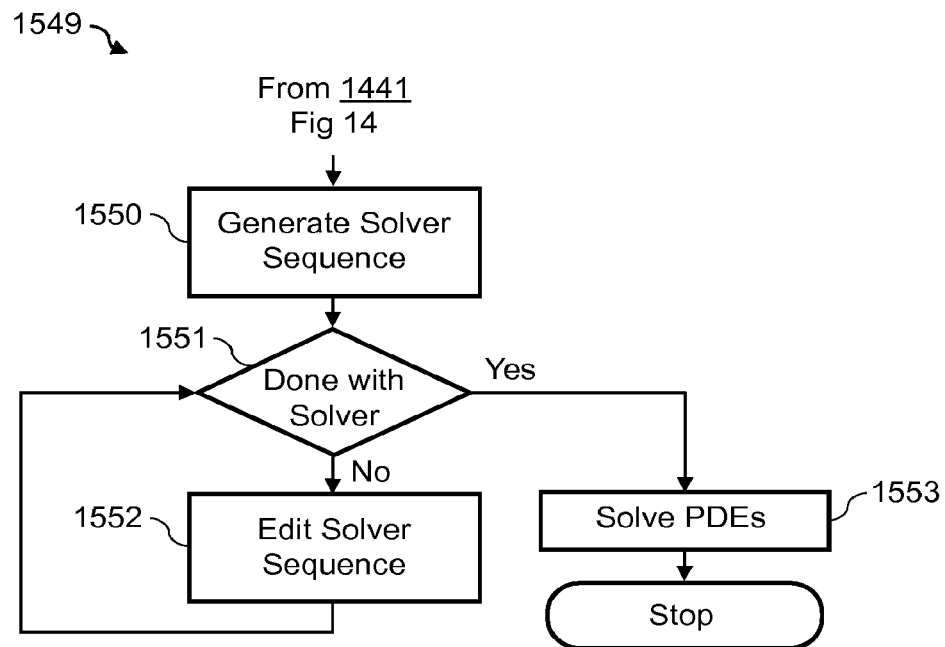 1549
From 1441
Fig 14
1550
Generate Solver
Sequence
1551
Done with
Solver
Yes
No
1552
Edit Solver
Sequence
Solve PDEs
1553
Stop